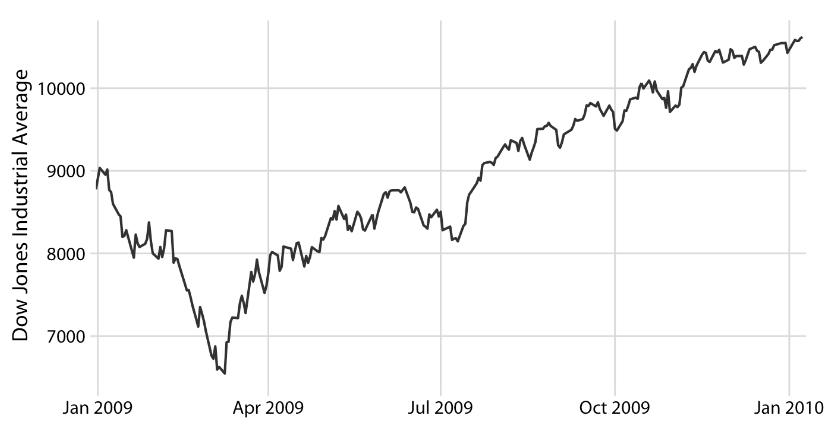 Dow Jones Industrial Average
10000
9000
8000
7000
Jan 2009
Apr 2009
Jul 2009
Oct 2009
Jan 2010